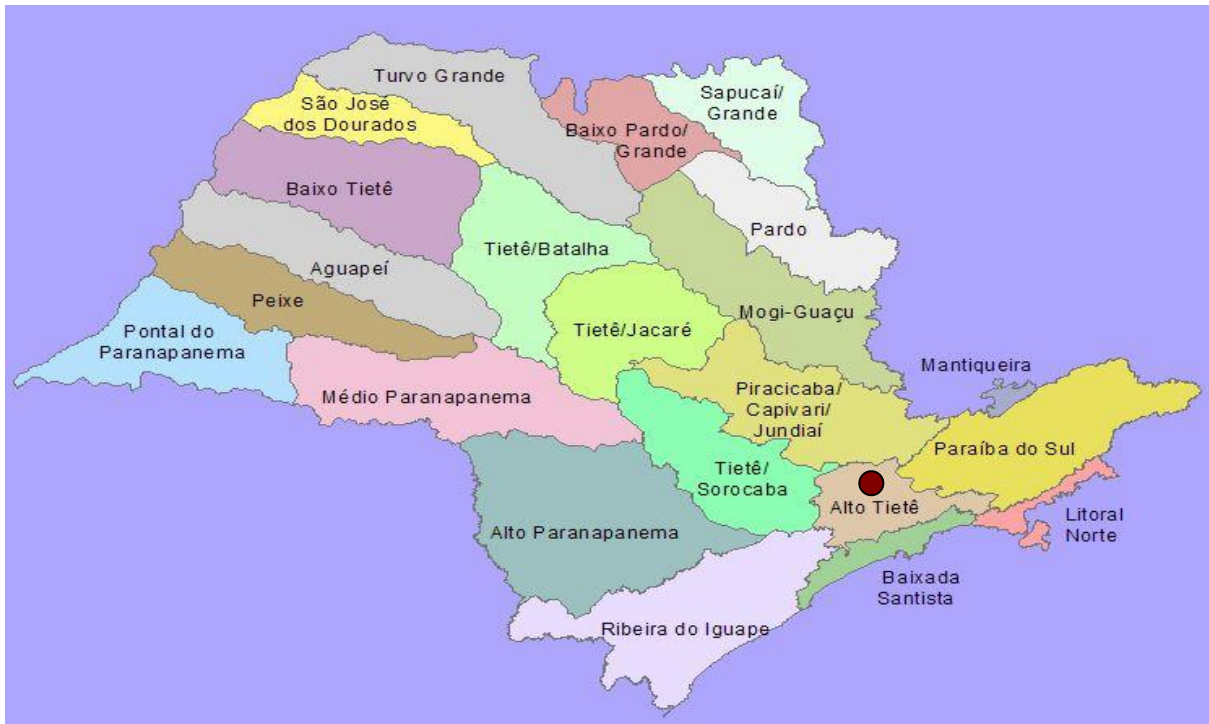 Turvo Grande
São José
dos Dourados
Sapucaí/
Grande
Baixo Pardo/
Grande
Baixo Tietê
Pardo
Tietê/Batalha
Aguapeí
Peixe
Mogi-Guaçu
Pontal do
Paranapanema
Tietê/Jacaré
Mantiqueira
Médio Paranapanema
Piracicaba/
Capivari/
Jundiaí
Paraíba do Sul
Tietê/
Sorocaba
Alto Tietê
Litoral
Norte
Alto Paranapanema
Baixada
Santista
Ribeira do Iguape